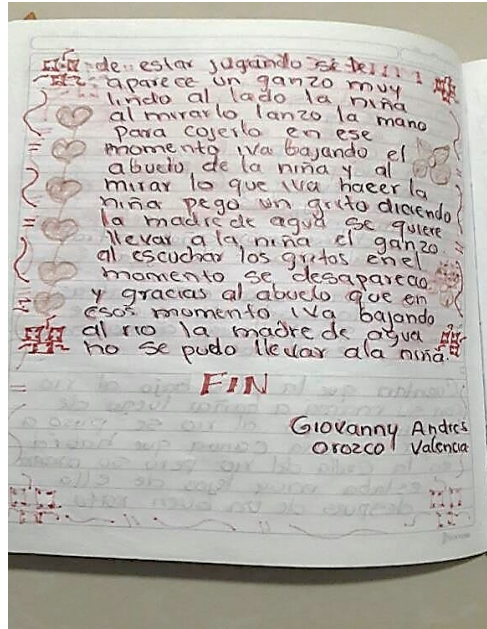 de estar jugando se le
aparece un ganzo muy
lindo al lado la niña
al mirarlo lanzo la mano
para cojerlo en ese
momento iva bajando el
abuelo de la niña y al
mirar lo que iva hacer la
niña pego un grito diciendo
la madre de agua se quiere
llevar a la niña el ganzo
al escuchar los gritos en el
momento se desaparecio
y gracias al abuelo que en
esos momento iva bajando
al rio la madre de agua
no se pudo llevar ala niña.
FIN
Giovanny Andres
Orozco Valencia